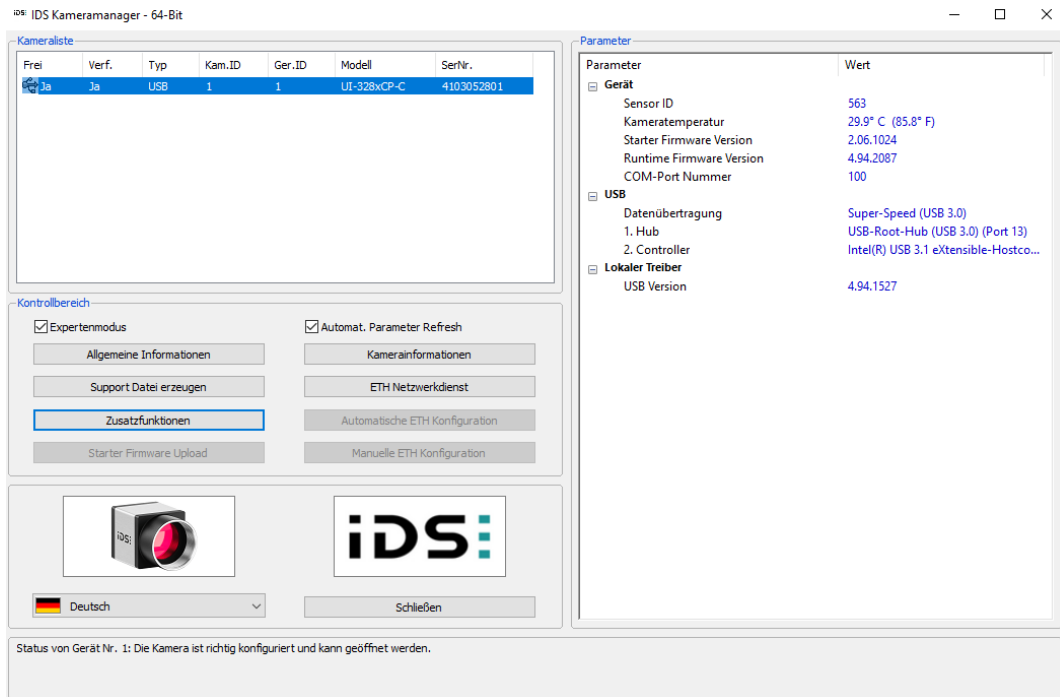 IDS Kameramanager - 64-Bit
Kameraliste
Frei Verf. Typ Kam.ID Ger.ID Modell SerNr.
Ja Ja USB 1 1 UI-328xCP-C 4103052801
Kontrollbereich
Expertenmodus Automat. Parameter Refresh
Allgemeine Informationen Kamerainformationen
Support Datei erzeugen ETH Netzwerkdienst
Zusatzfunktionen Automatische ETH Konfiguration
Starter Firmware Upload Manuelle ETH Konfiguration
iDS: iDS:
Deutsch Schließen
Parameter
Parameter Wert
Gerät
Sensor ID 563
Kameratemperatur 29.9° C (85.8° F)
Starter Firmware Version 2.06.1024
Runtime Firmware Version 4.94.2087
COM-Port Nummer 100
USB
Datenübertragung Super-Speed (USB 3.0)
1. Hub USB-Root-Hub (USB 3.0) (Port 13)
2. Controller Intel(R) USB 3.1 eXtensible-Hostco...
Lokaler Treiber
USB Version 4.94.1527
Status von Gerät Nr. 1: Die Kamera ist richtig konfiguriert und kann geöffnet werden.